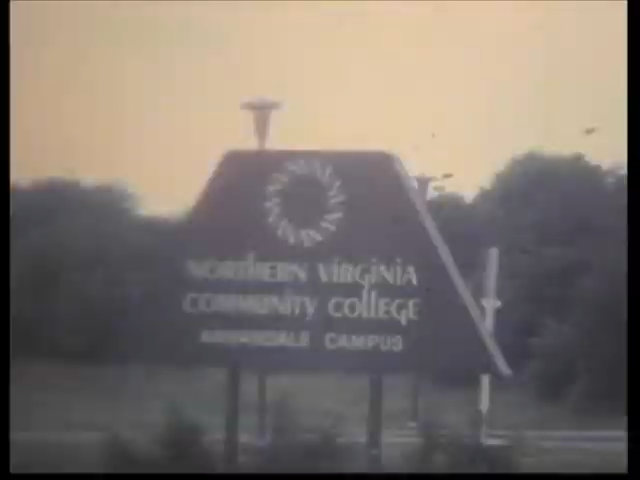 NORTHERN VIRGINIA
COMMUNITY COLLEGE
ANNANDALE CAMPUS